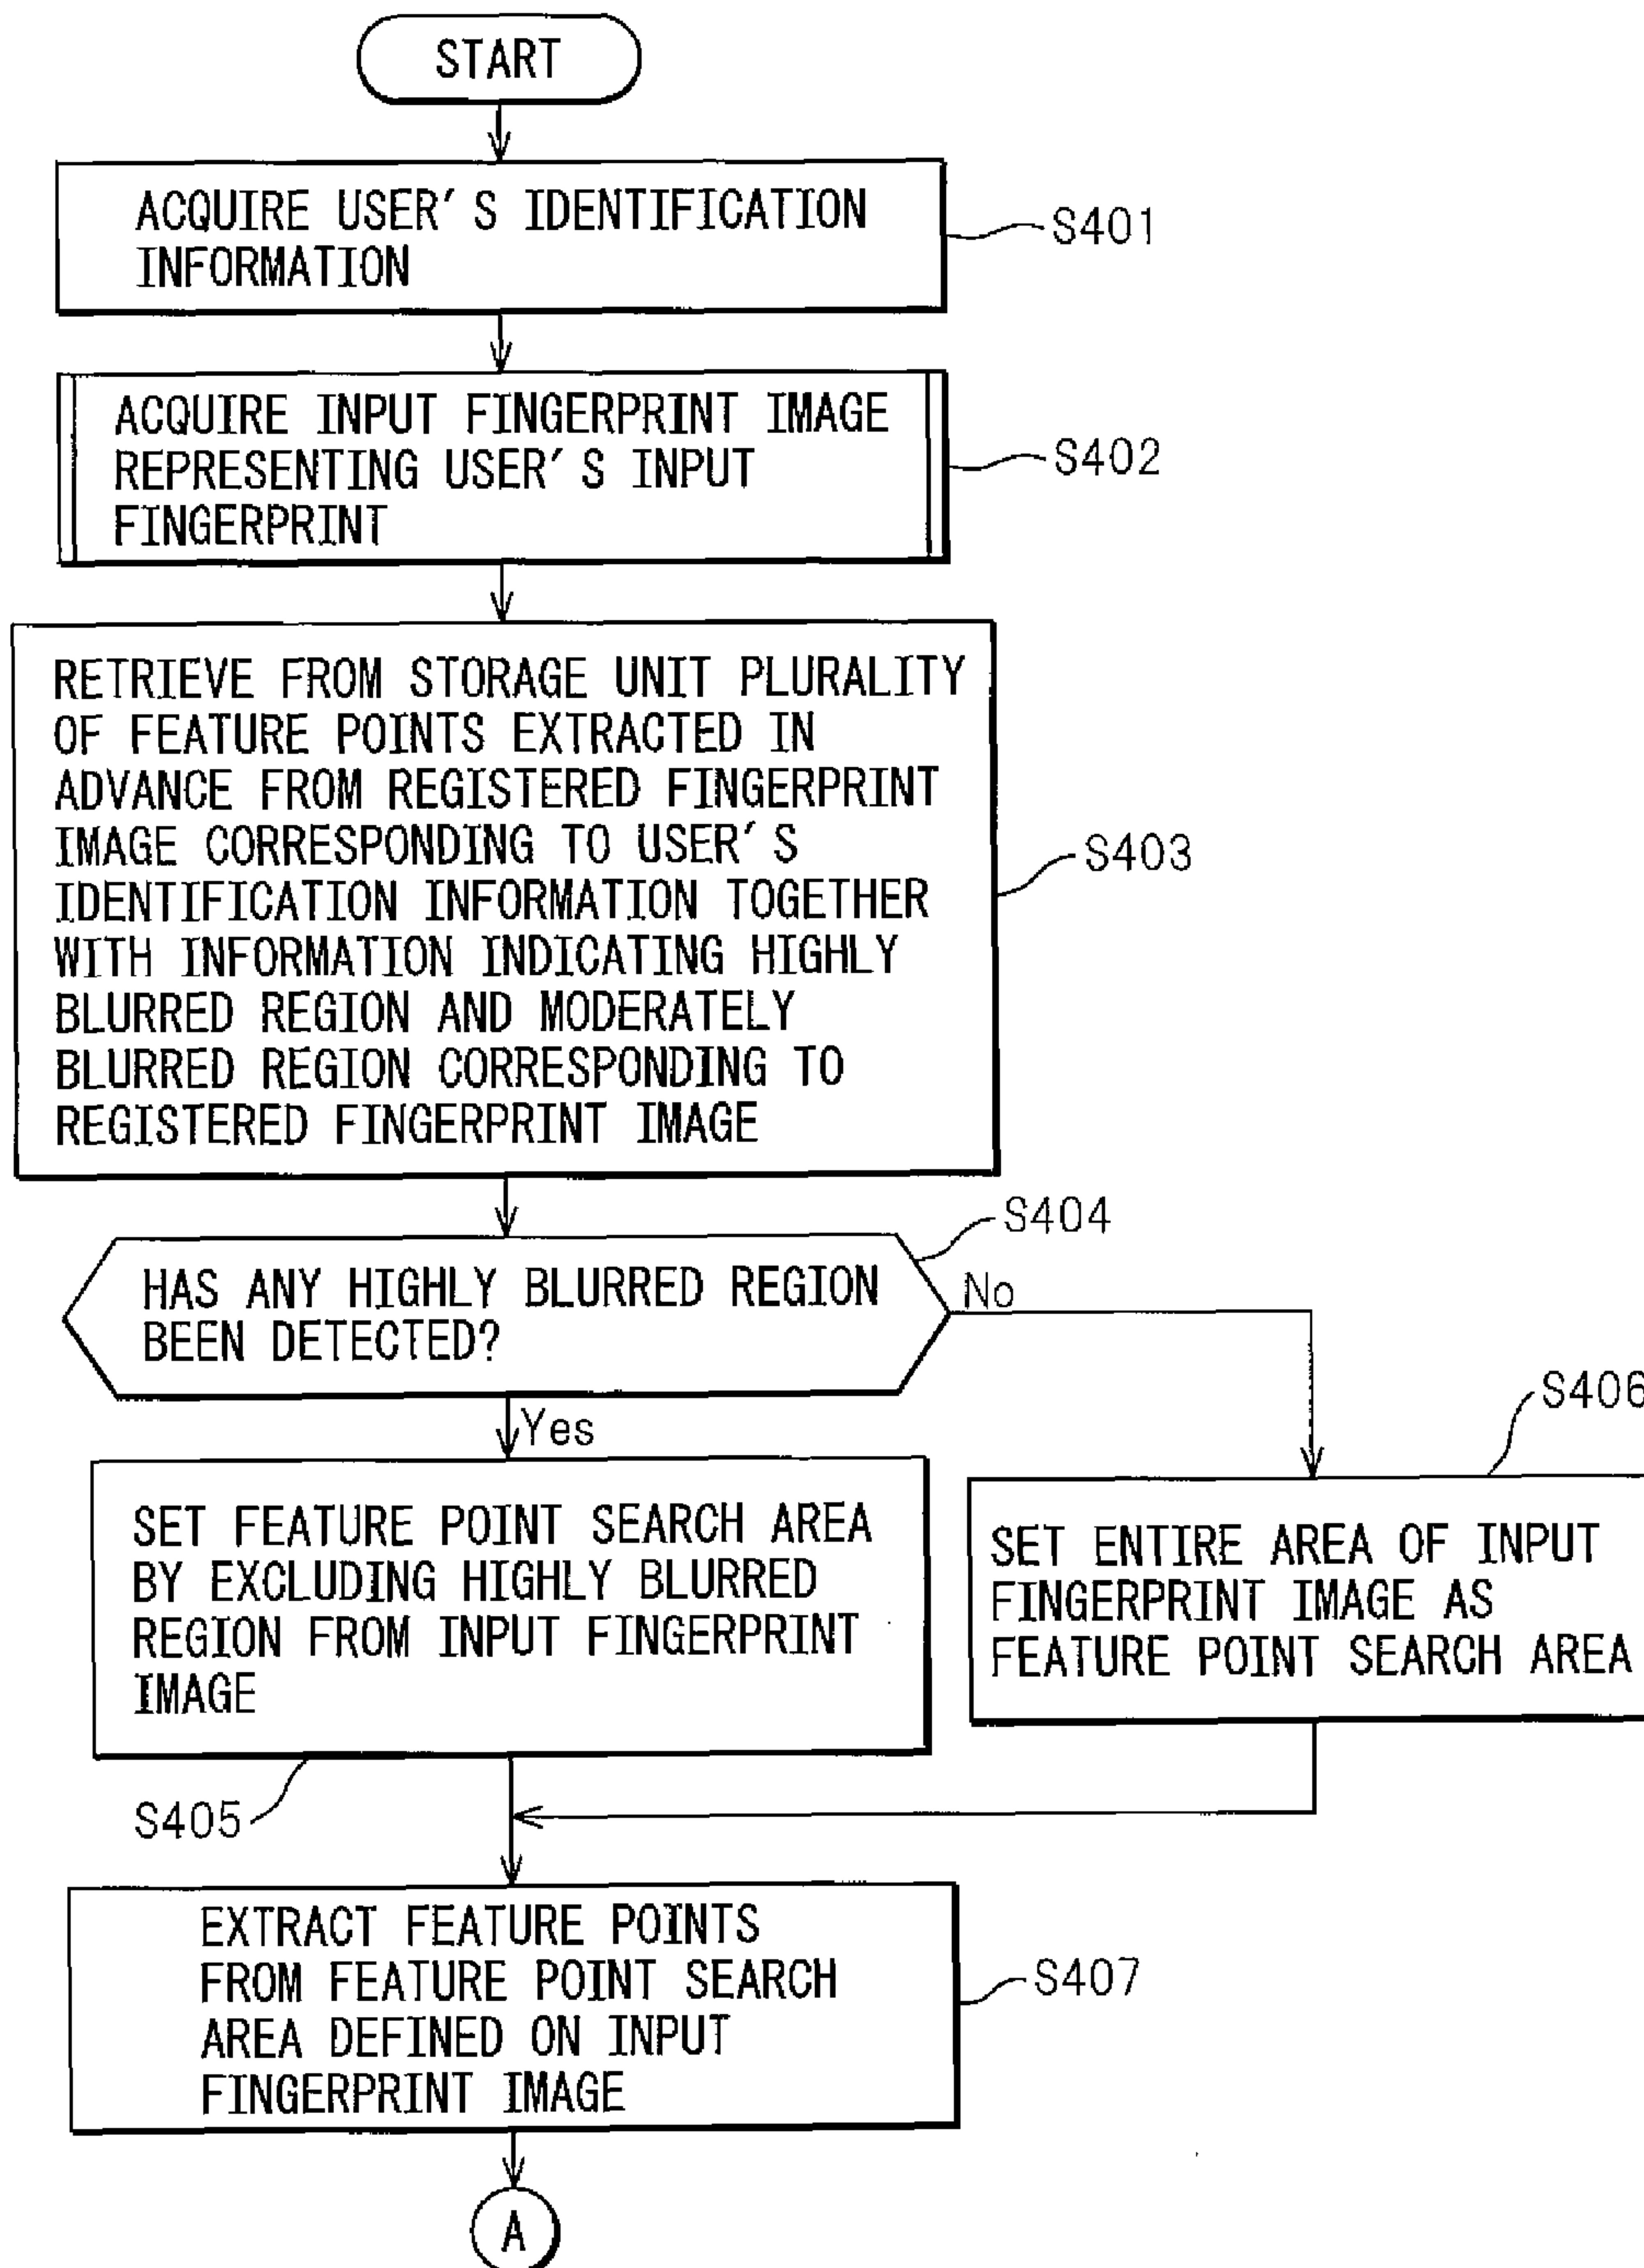 START
ACQUIRE USER'S IDENTIFICATION
INFORMATION
S401
ACQUIRE INPUT FINGERPRINT IMAGE
REPRESENTING USER'S INPUT
FINGERPRINT
S402
RETRIEVE FROM STORAGE UNIT PLURALITY
OF FEATURE POINTS EXTRACTED IN
ADVANCE FROM REGISTERED FINGERPRINT
IMAGE CORRESPONDING TO USER'S
IDENTIFICATION INFORMATION TOGETHER
WITH INFORMATION INDICATING HIGHLY
BLURRED REGION AND MODERATELY
BLURRED REGION CORRESPONDING TO
REGISTERED FINGERPRINT IMAGE
S403
S404
HAS ANY HIGHLY BLURRED REGION
BEEN DETECTED?
No
Yes
S406
SET FEATURE POINT SEARCH AREA
BY EXCLUDING HIGHLY BLURRED
REGION FROM INPUT FINGERPRINT
IMAGE
S405
SET ENTIRE AREA OF INPUT
FINGERPRINT IMAGE AS
FEATURE POINT SEARCH AREA
EXTRACT FEATURE POINTS
FROM FEATURE POINT SEARCH
AREA DEFINED ON INPUT
FINGERPRINT IMAGE
S407
A